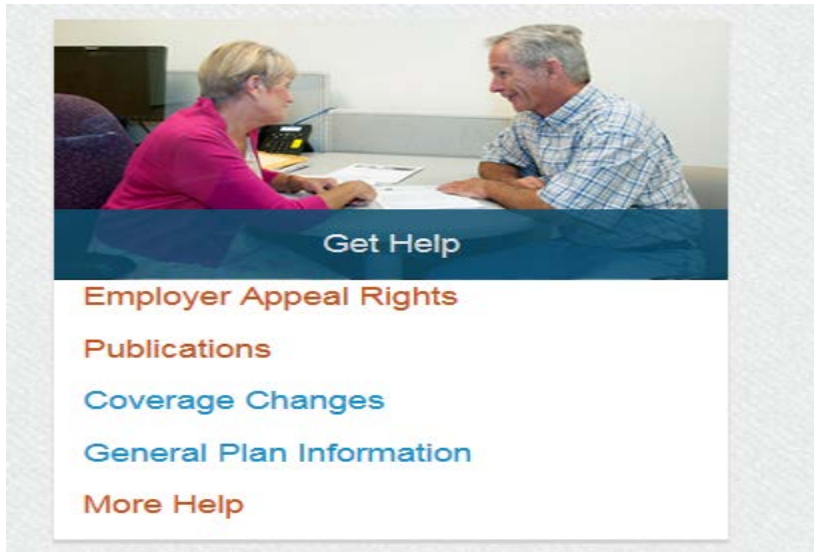 Get Help
Employer Appeal Rights
Publications
Coverage Changes
General Plan Information
More Help